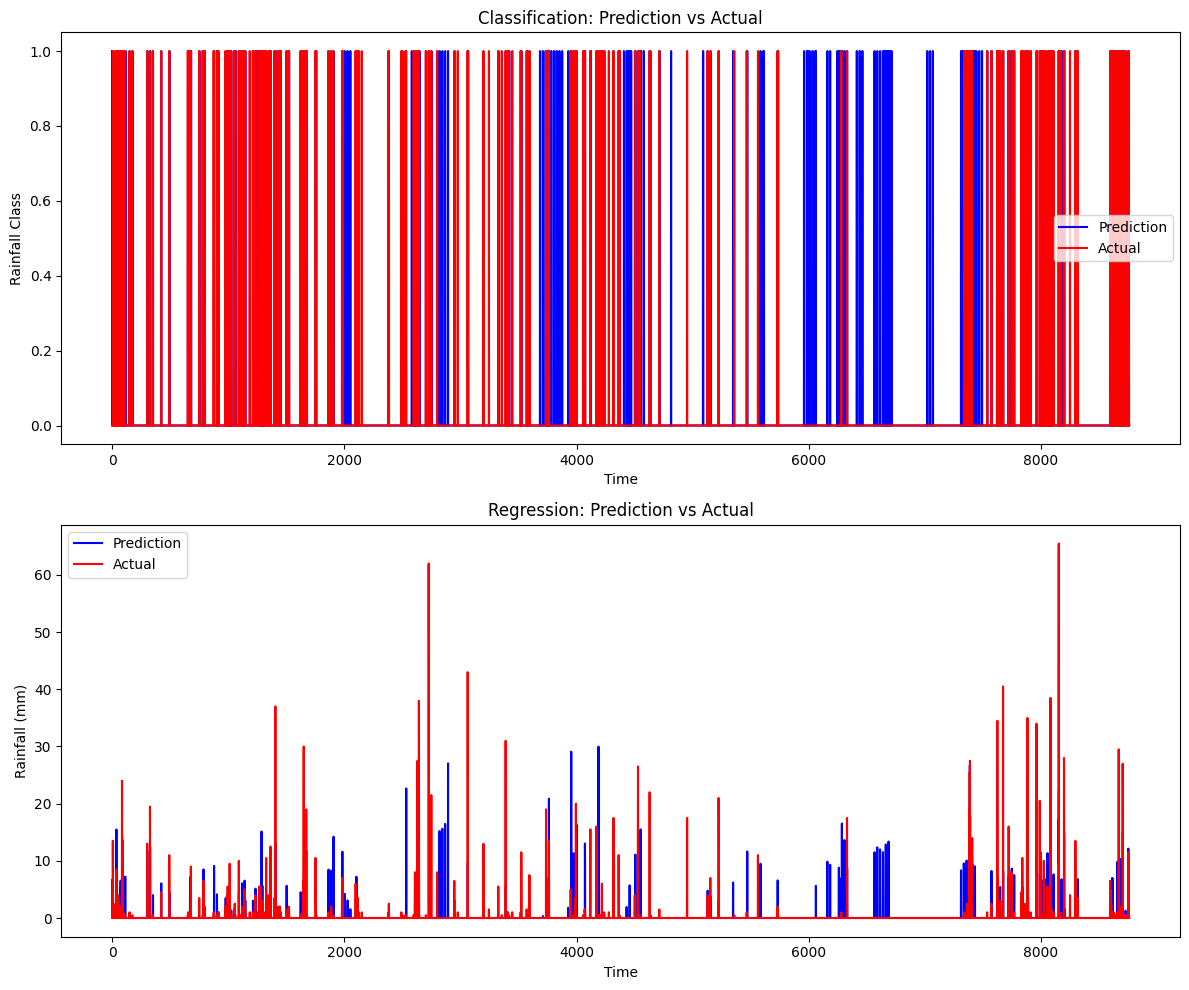 Classification: Prediction vs Actual
1.0
0.8
0.6
0.4
0.2
0.0
Rainfall Class
Prediction
Actual
0 2000 4000 6000 8000
Time
Regression: Prediction vs Actual
Prediction
Actual
60
50
40
30
20
10
0
Rainfall (mm)
0 2000 4000 6000 8000
Time